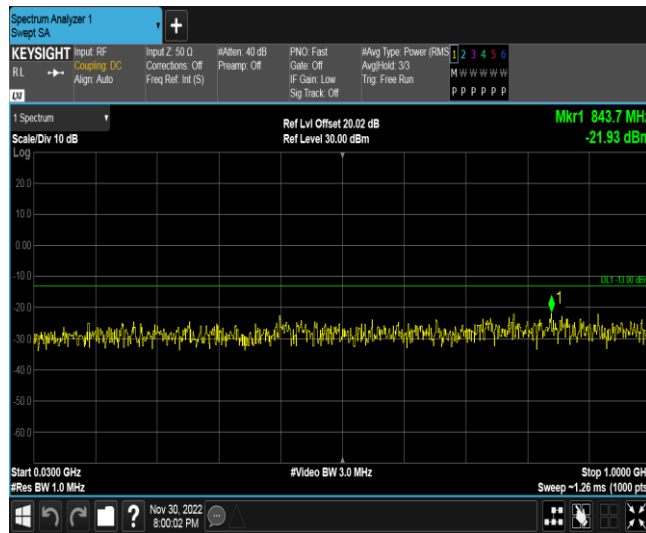 Spectrum Analyzer 1
Swept SA
+
KEYSIGHT
RL
LXI
Input: RF
Coupling: DC
Align: Auto
Input Z: 50 Ω
Corrections: Off
Freq Ref: Int (S)
#Atten: 40 dB
Preamp: Off
PNO: Fast
Gate: Off
IF Gain: Low
Sig Track: Off
#Avg Type: Power (RMS
Avg|Hold: 3/3
Trig: Free Run
1 2 3 4 5 6
M W W W W W
P P P P P P
1 Spectrum
Scale/Div 10 dB
Ref Lvl Offset 20.02 dB
Ref Level 30.00 dBm
Mkr1 843.7 MHz
-21.93 dBm
Log
20.0
10.0
0.00
-10.0
-20.0
-30.0
-40.0
-50.0
-60.0
DL1 -13.00 dB
1
Start 0.0300 GHz
#Res BW 1.0 MHz
#Video BW 3.0 MHz
Stop 1.0000 GH
Sweep ~1.26 ms (1000 pts
?
Nov 30, 2022
8:00:02 PM